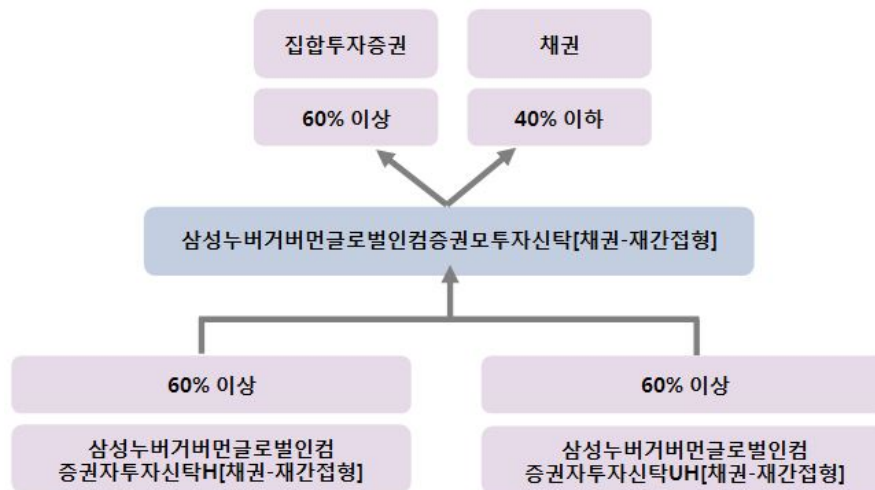 집합투자증권
채권
60% 이상
40% 이하
삼성누버거버먼글로벌인컴증권모투자신탁[채권-재간접형]
60% 이상
60% 이상
삼성누버거버먼글로벌인컴
증권자투자신탁H[채권-재간접형]
삼성누버거버먼글로벌인컴
증권자투자신탁UH[채권-재간접형]